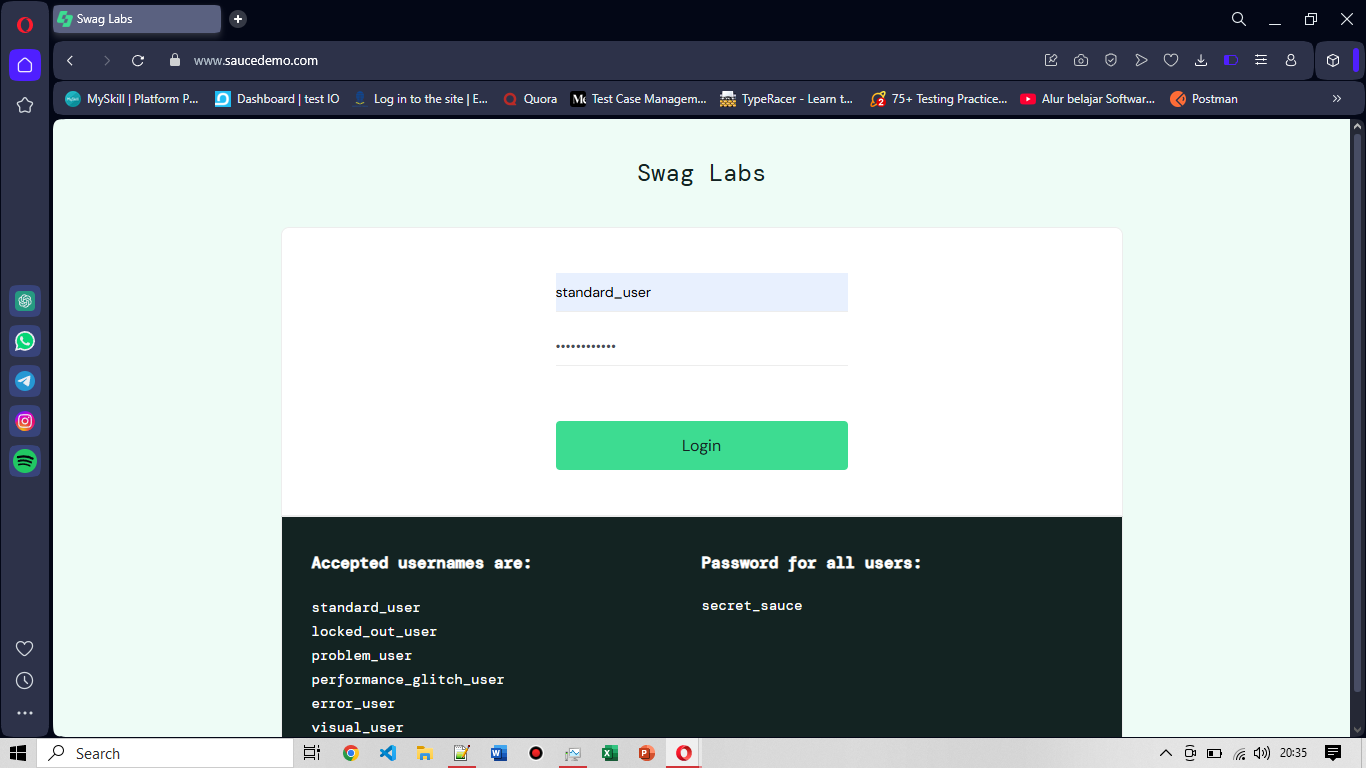 Swag Labs
www.saucedemo.com
MySkill | Platform P...
Dashboard | test IO
Log in to the site | E...
Quora
Test Case Managem...
TypeRacer - Learn t...
75+ Testing Practice...
Alur belajar Softwar...
Postman
Swag Labs
standard_user
••••••••••••
Login
Accepted usernames are:
standard_user
locked_out_user
problem_user
performance_glitch_user
error_user
visual_user
Password for all users:
secret_sauce
Search
20:35